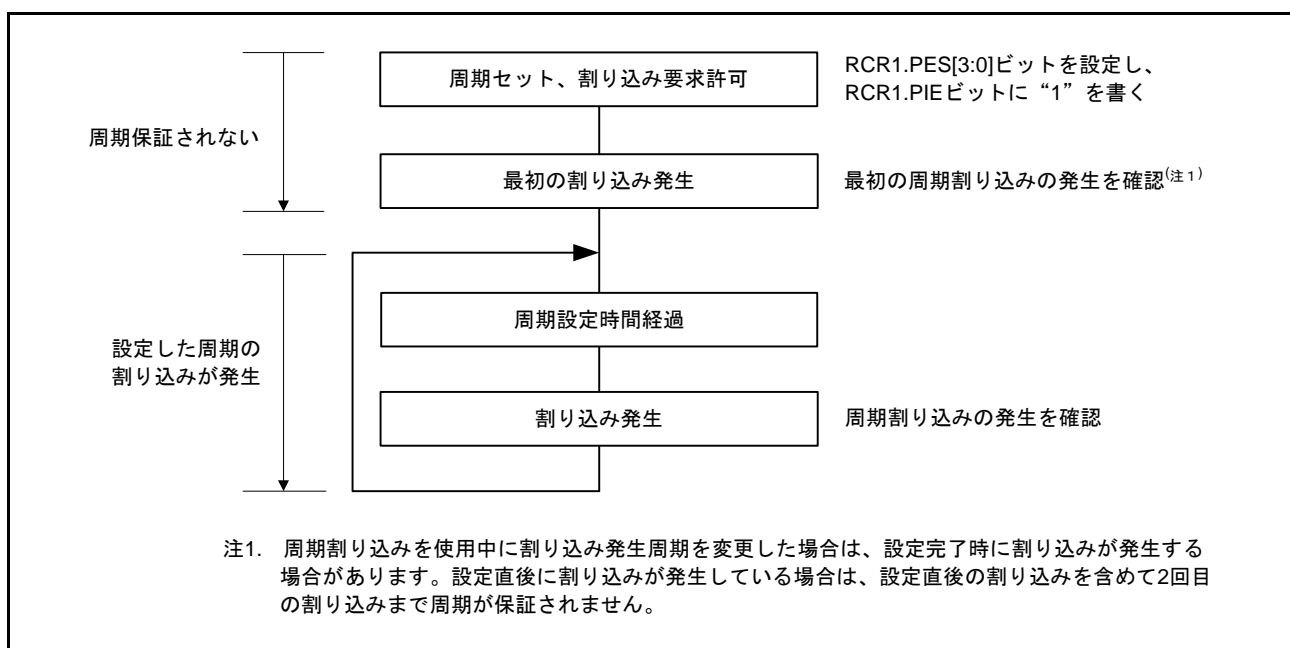 周期セット、割り込み要求許可
RCR1.PES[3:0]ビットを設定し、
RCR1.PIEビットに“1”を書く
周期保証されない
最初の割り込み発生
最初の周期割り込みの発生を確認(注1)
周期設定時間経過
設定した周期の
割り込みが発生
割り込み発生
周期割り込みの発生を確認
注1. 周期割り込みを使用中に割り込み発生周期を変更した場合は、設定完了時に割り込みが発生する
場合があります。設定直後に割り込みが発生している場合は、設定直後の割り込みを含めて2回目
の割り込みまで周期が保証されません。